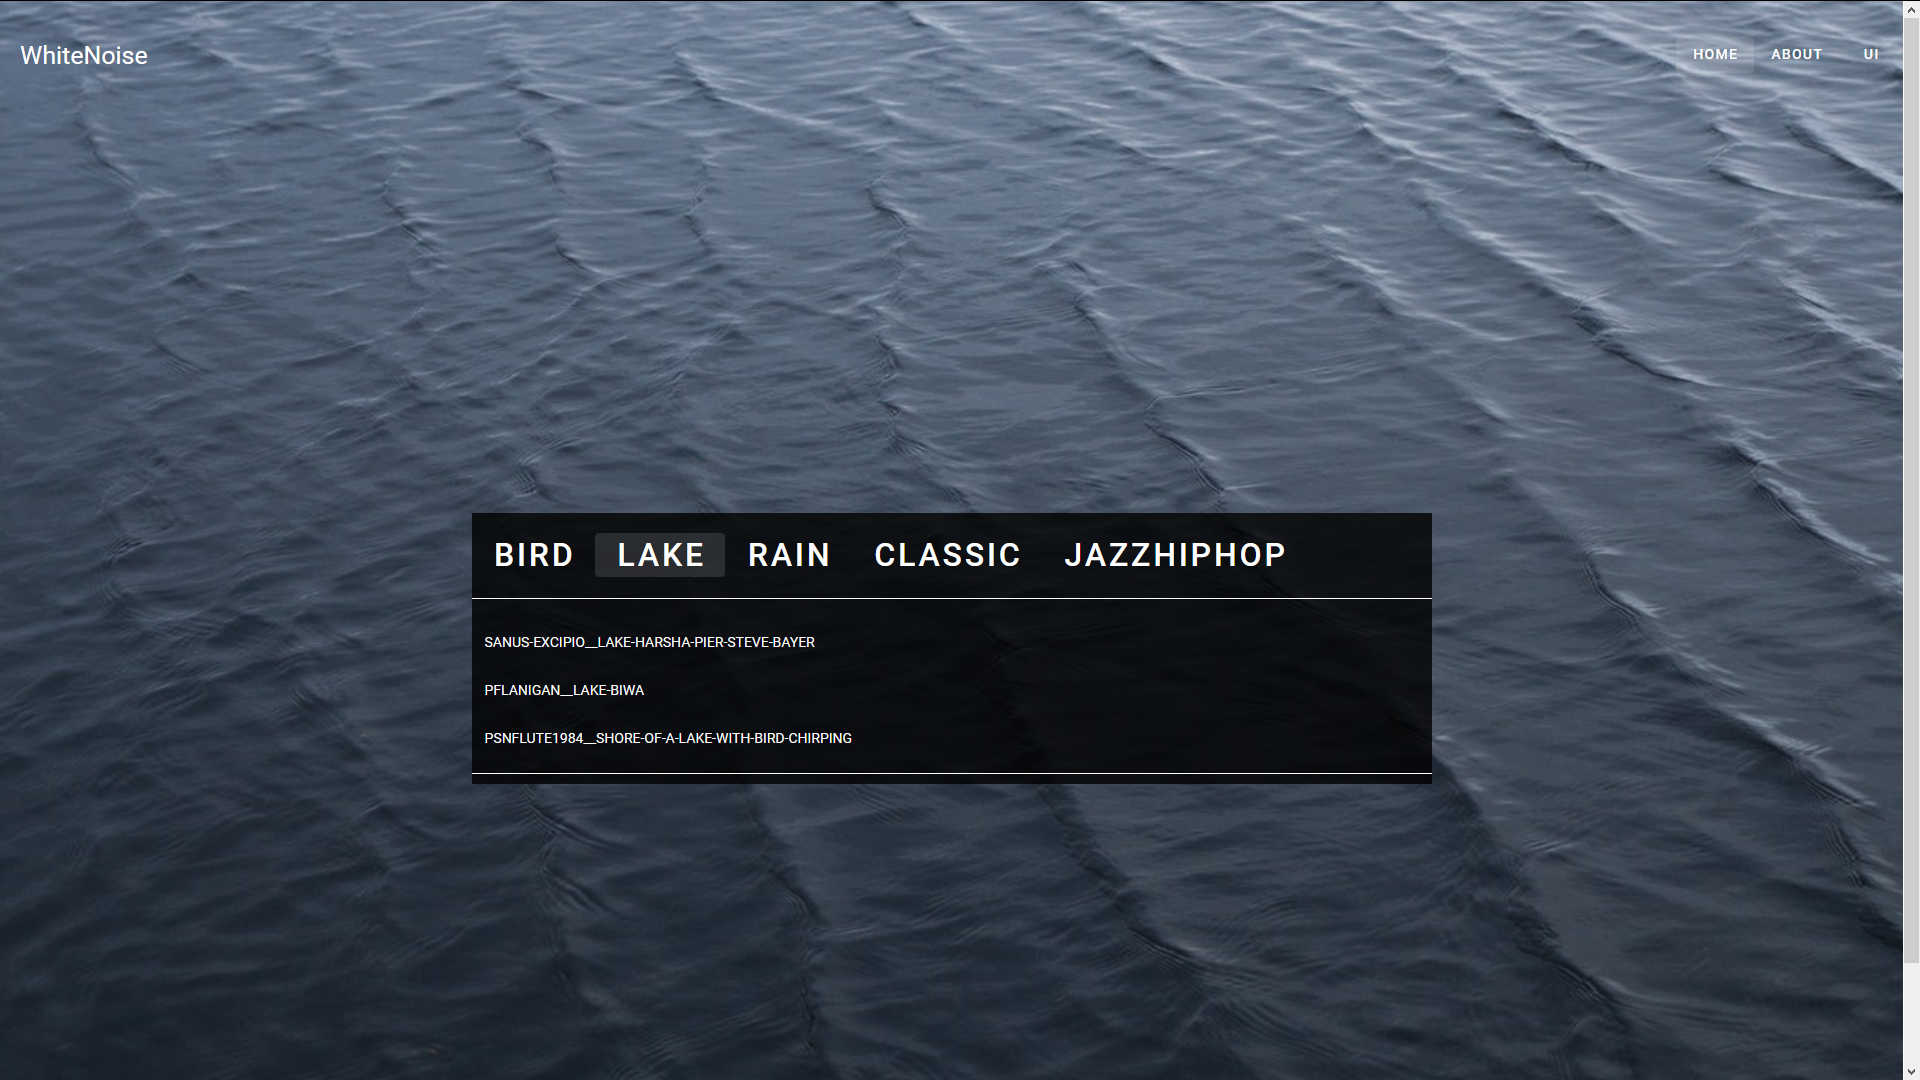 WhiteNoise
HOME ABOUT UI
BIRD LAKE RAIN CLASSIC JAZZHIPHOP
SANUS-EXCIPIO__LAKE-HARSHA-PIER-STEVE-BAYER
PFLANIGAN__LAKE-BIWA
PSNFLUTE1984__SHORE-OF-A-LAKE-WITH-BIRD-CHIRPING